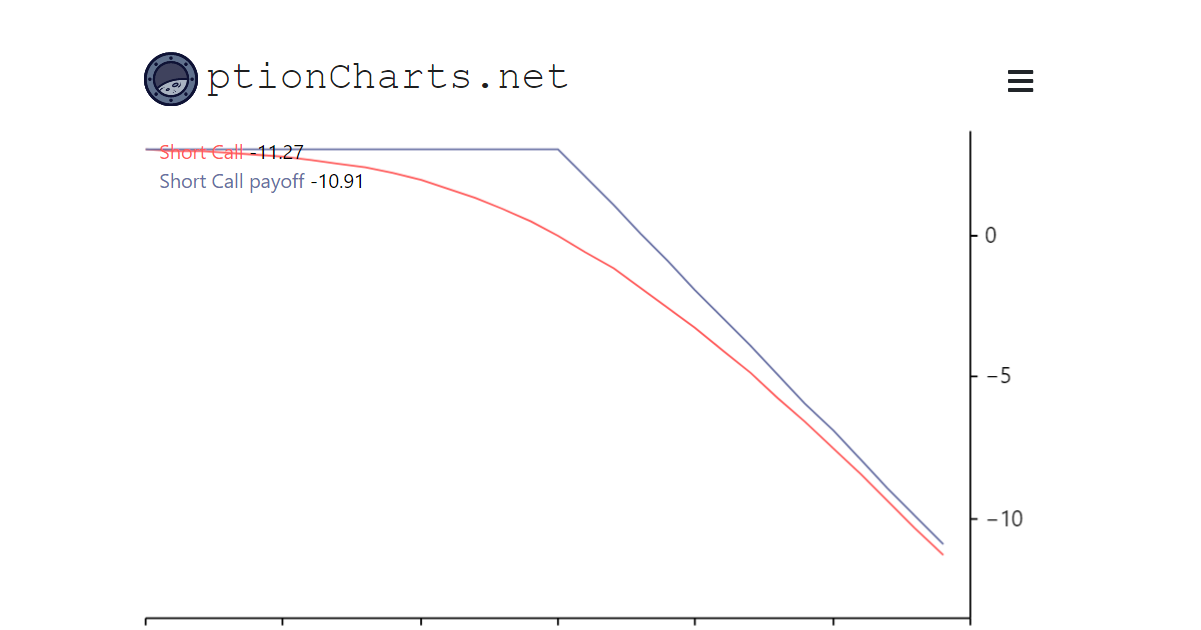 ptionCharts.net
Short Call -11.27
Short Call payoff -10.91
0
−5
−10